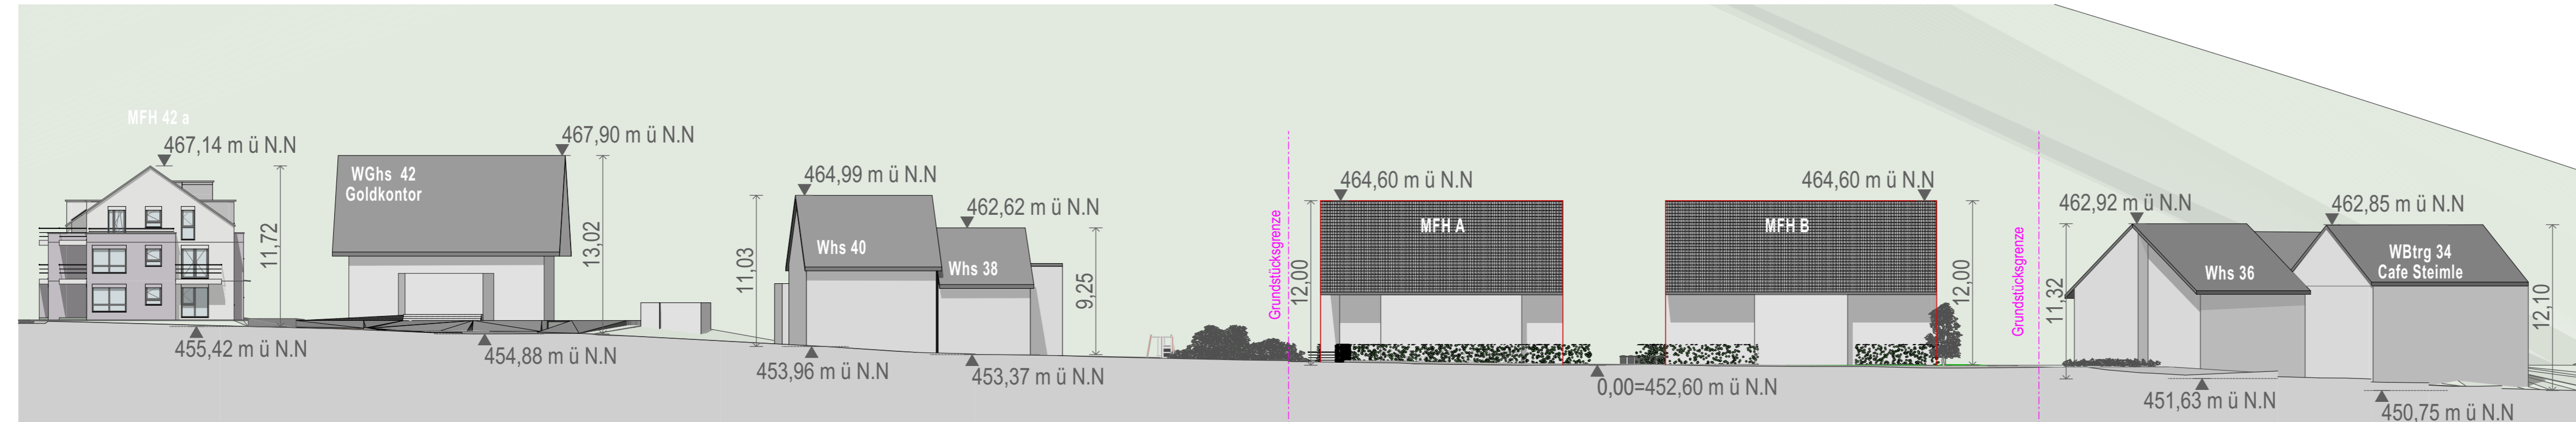 MFH 42 a
467,14 m ü N.N
11,72
455,42 m ü N.N
WGhs 42
Goldkontor
467,90 m ü N.N
13,02
454,88 m ü N.N
464,99 m ü N.N
11,03
Whs 40
453,96 m ü N.N
462,62 m ü N.N
Whs 38
9,25
453,37 m ü N.N
Grundstücksgrenze
12,00
464,60 m ü N.N
MFH A
0,00=452,60 m ü N.N
464,60 m ü N.N
MFH B
12,00
Grundstücksgrenze
462,92 m ü N.N
11,32
Whs 36
451,63 m ü N.N
462,85 m ü N.N
WBtrg 34
Cafe Steimle
12,10
450,75 m ü N.N